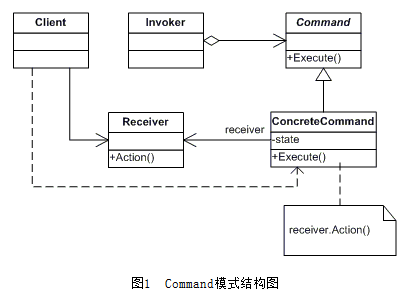 Client
Invoker
Command
+Execute()
Receiver
+Action()
receiver
ConcreteCommand
-state
+Execute()
receiver.Action()
图1 Command模式结构图